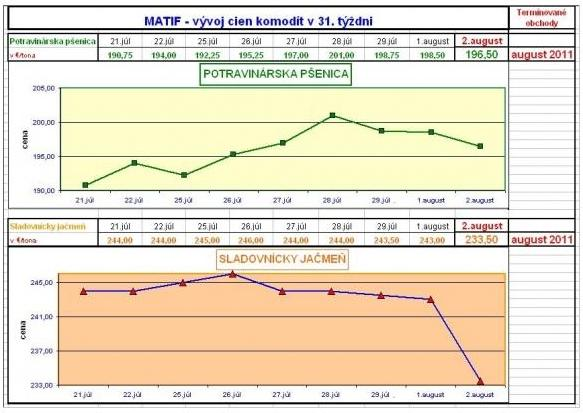 MATIF - vývoj cien komodít v 31. týždni
Termínované obchody
Potravinárska pšenica 21.júl 22.júl 25.júl 26.júl 27.júl 28.júl 29.júl 1.august 2.august
v €/tona 190,75 194,00 192,25 195,25 197,00 201,00 198,75 198,50 196,50 august 2011
POTRAVINÁRSKA PŠENICA
205,00
200,00
195,00
190,00
cena
21.júl 22.júl 25.júl 26.júl 27.júl 28.júl 29.júl . 1.august 2.august
Sladovnícky jačmeň 21.júl 22.júl 25.júl 26.júl 27.júl 28.júl 29.júl 1.august 2.august
v €/tona 244,00 244,00 245,00 246,00 244,00 244,00 243,50 243,00 233,50 august 2011
SLADOVNÍCKY JAČMEŇ
245,00
241,00
237,00
233,00
cena
21.júl 22.júl 25.júl 26.júl 27.júl 28.júl 29.júl . 1.august 2.august